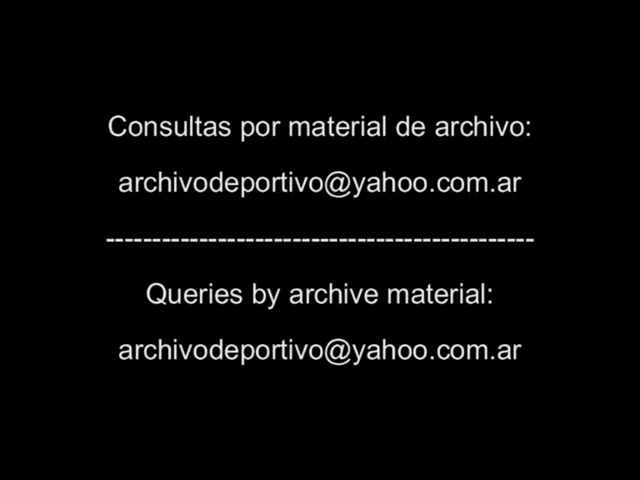 Consultas por material de archivo:
archivodeportivo@yahoo.com.ar
----------------------------------------------
Queries by archive material:
archivodeportivo@yahoo.com.ar